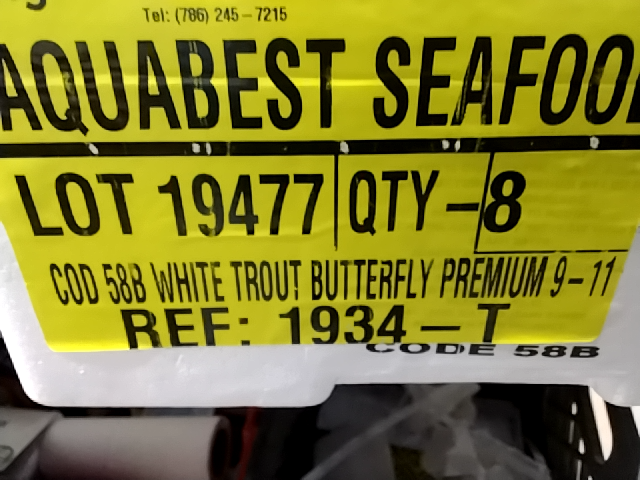 Tel: (786) 245-7215
AQUABEST SEAFOOD
LOT 19477 QTY-8
COD 58B WHITE TROUT BUTTERFLY PREMIUM 9-11
REF: 1934-T
CODE 58B